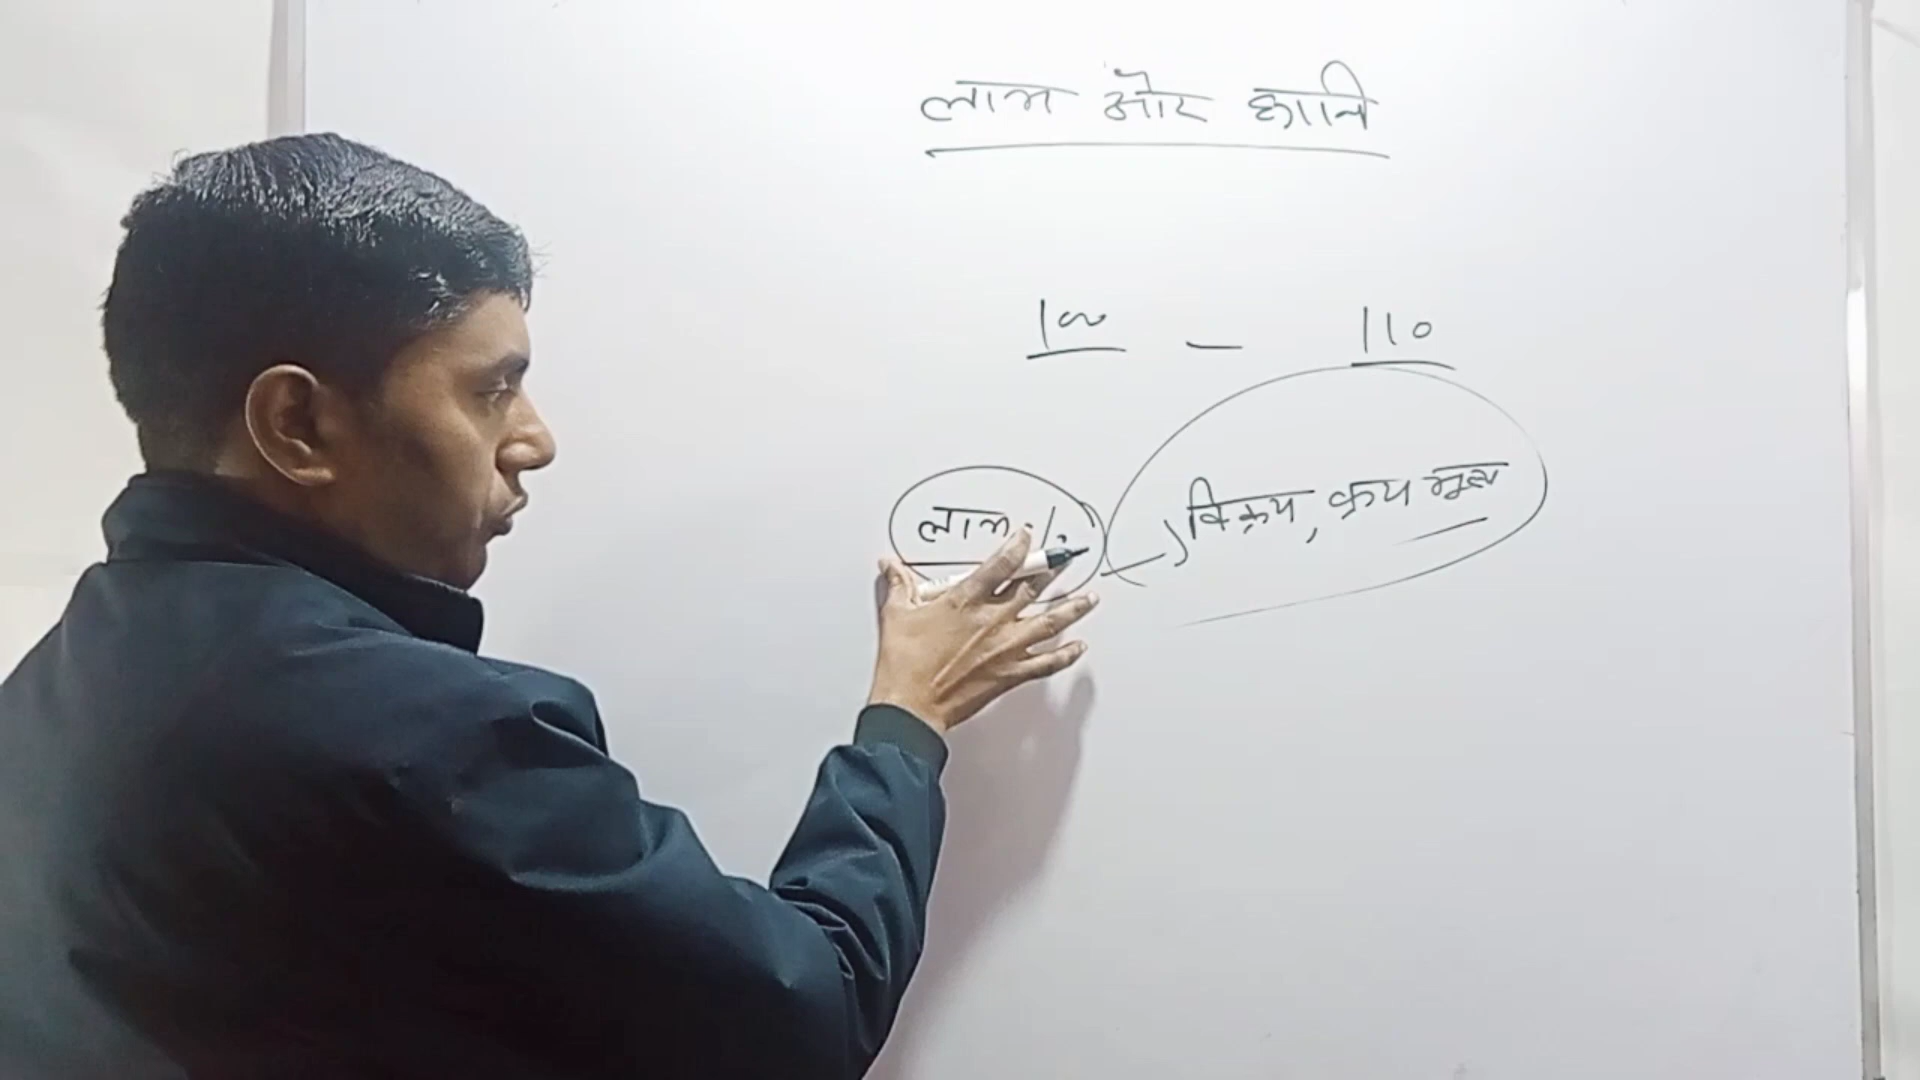 लाभ और हानि
100 - 110
लाभ % → विक्रय, क्रय मूल्य